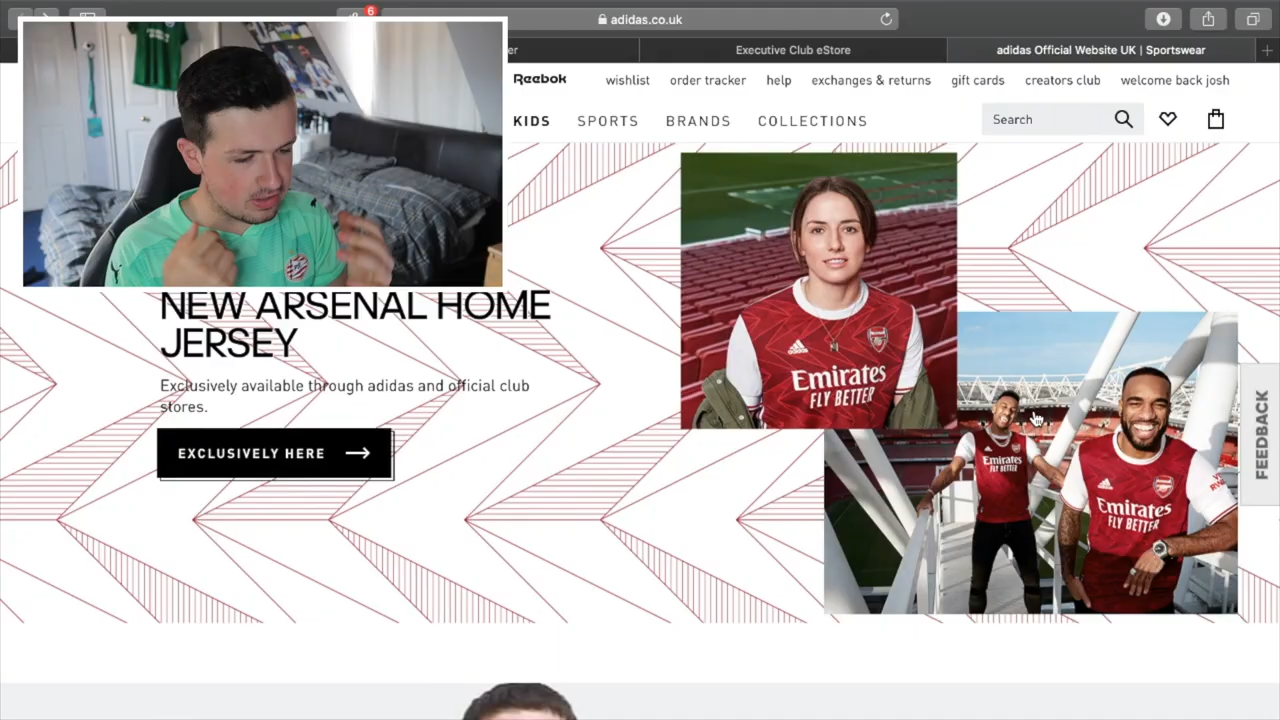 6
adidas.co.uk
er
Executive Club eStore
adidas Official Website UK | Sportswear
Reebok
wishlist
order tracker
help
exchanges & returns
gift cards
creators club
welcome back josh
KIDS
SPORTS
BRANDS
COLLECTIONS
Search
NEW ARSENAL HOME
JERSEY
Exclusively available through adidas and official club
stores.
EXCLUSIVELY HERE
Emirates
FLY BETTER
Emirates
FLY BETTER
Emirates
FLY BETTER
FEEDBACK